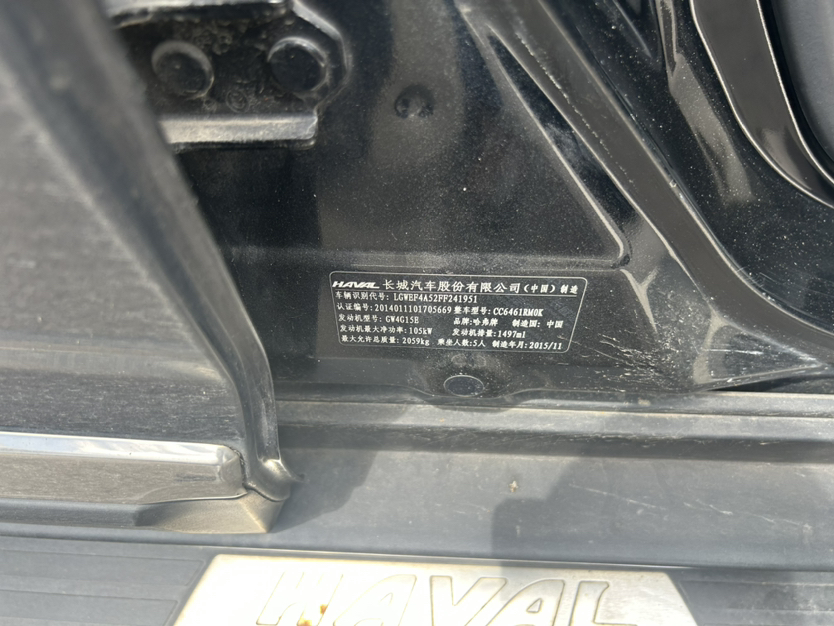 HAVAL 长城汽车股份有限公司(中国)制造
车辆识别代号: LGWEF4A52FF241951
认证编号: 2014011101705669 整车型号: CC6461RM0K
发动机型号: GW4G15B 品牌:哈弗牌 制造国: 中国
发动机最大净功率: 105kW 发动机排量: 1497ml
最大允许总质量: 2059kg 乘坐人数:5人 制造年月: 2015/11
HAVAL